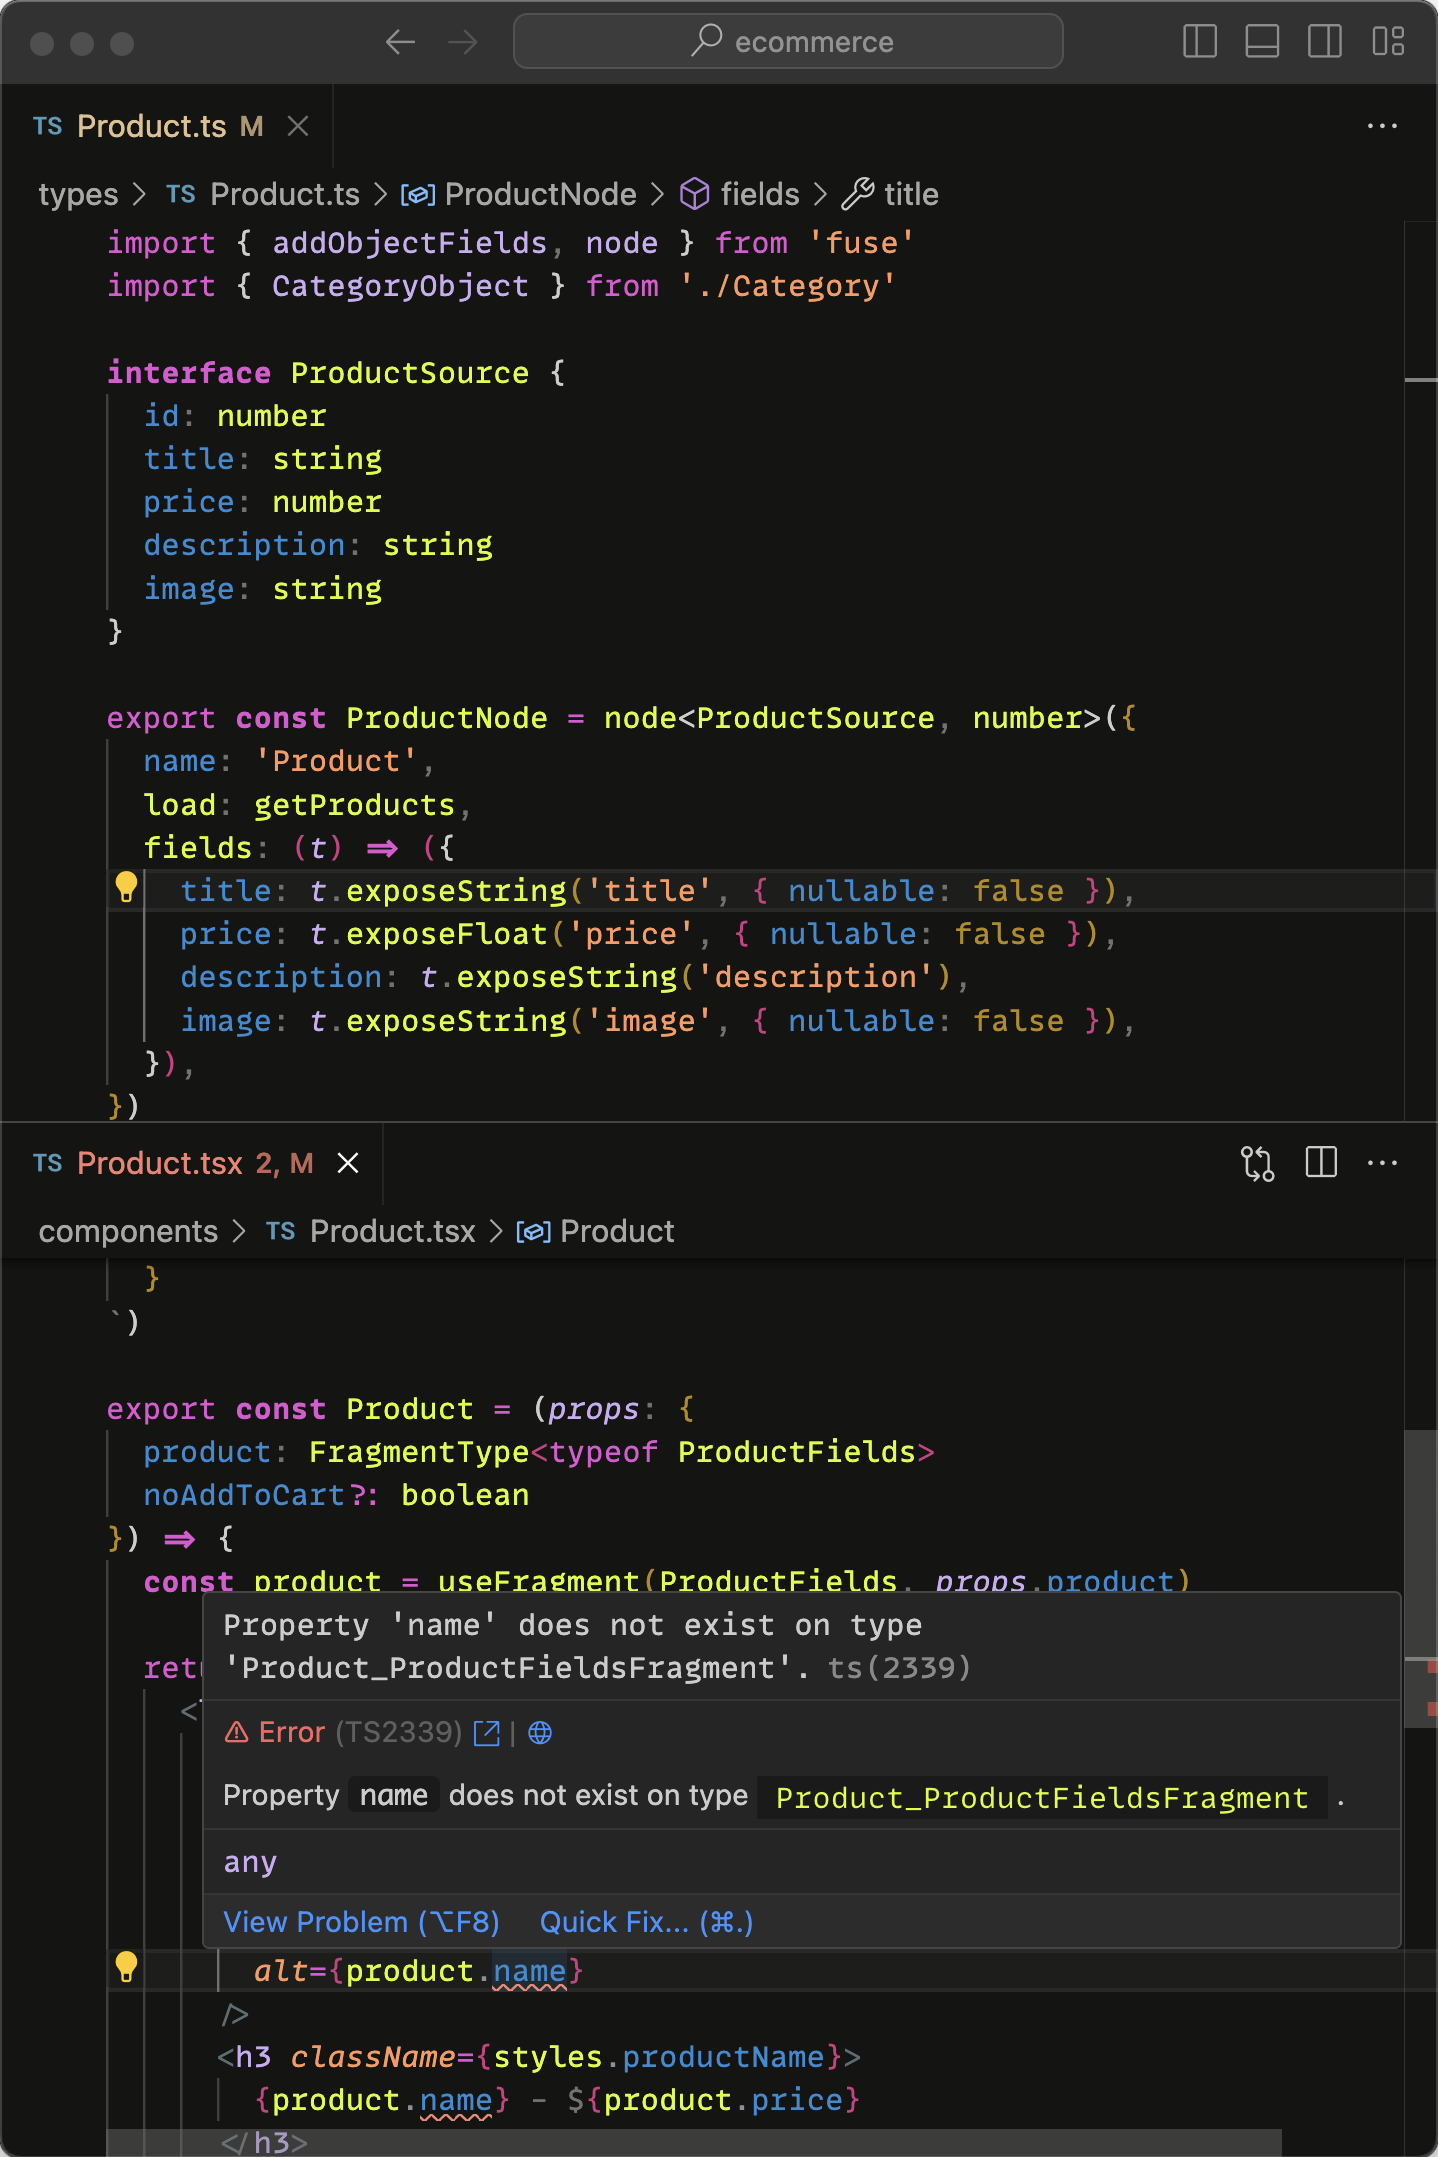 ecommerce
TS Product.ts M
types > TS Product.ts > ProductNode > fields > title
import { addObjectFields, node } from 'fuse'
import { CategoryObject } from './Category'
interface ProductSource {
id: number
title: string
price: number
description: string
image: string
}
export const ProductNode = node<ProductSource, number>({
name: 'Product',
load: getProducts,
fields: (t) => ({
title: t.exposeString('title', { nullable: false }),
price: t.exposeFloat('price', { nullable: false }),
description: t.exposeString('description'),
image: t.exposeString('image', { nullable: false }),
}),
})
TS Product.tsx 2, M
components > TS Product.tsx > Product
}
`)
export const Product = (props: {
product: FragmentType<typeof ProductFields>
noAddToCart?: boolean
}) => {
const product = useFragment(ProductFields, props.product)
Property 'name' does not exist on type
'Product_ProductFieldsFragment'. ts(2339)
Error (TS2339) |
Property name does not exist on type Product_ProductFieldsFragment .
any
View Problem (⌥F8) Quick Fix... (⌘.)
alt={product.name}
/>
<h3 className={styles.productName}>
{product.name} - ${product.price}
</h3>